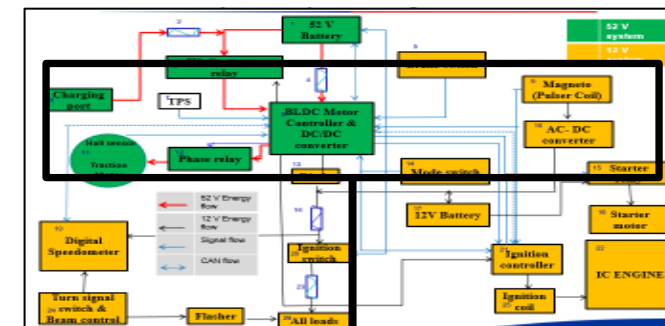 52 V
Battery
52 V
system
12 V
2
relay
Charging
port
TPS
BLDC Motor
Controller &
DC/DC
converter
Magneto
(Pulser Coil)
AC- DC
converter
Hall sensor
Traction
Phase relay
Mode switch
Starter
12V Battery
Starter
motor
52 V Energy
flow
12 V Energy
flow
Signal flow
CAN flow
Digital
Speedometer
Ignition
switch
Ignition
controller
IC ENGINE
Ignition
coil
Turn signal
switch &
Beam control
Flasher
All loads